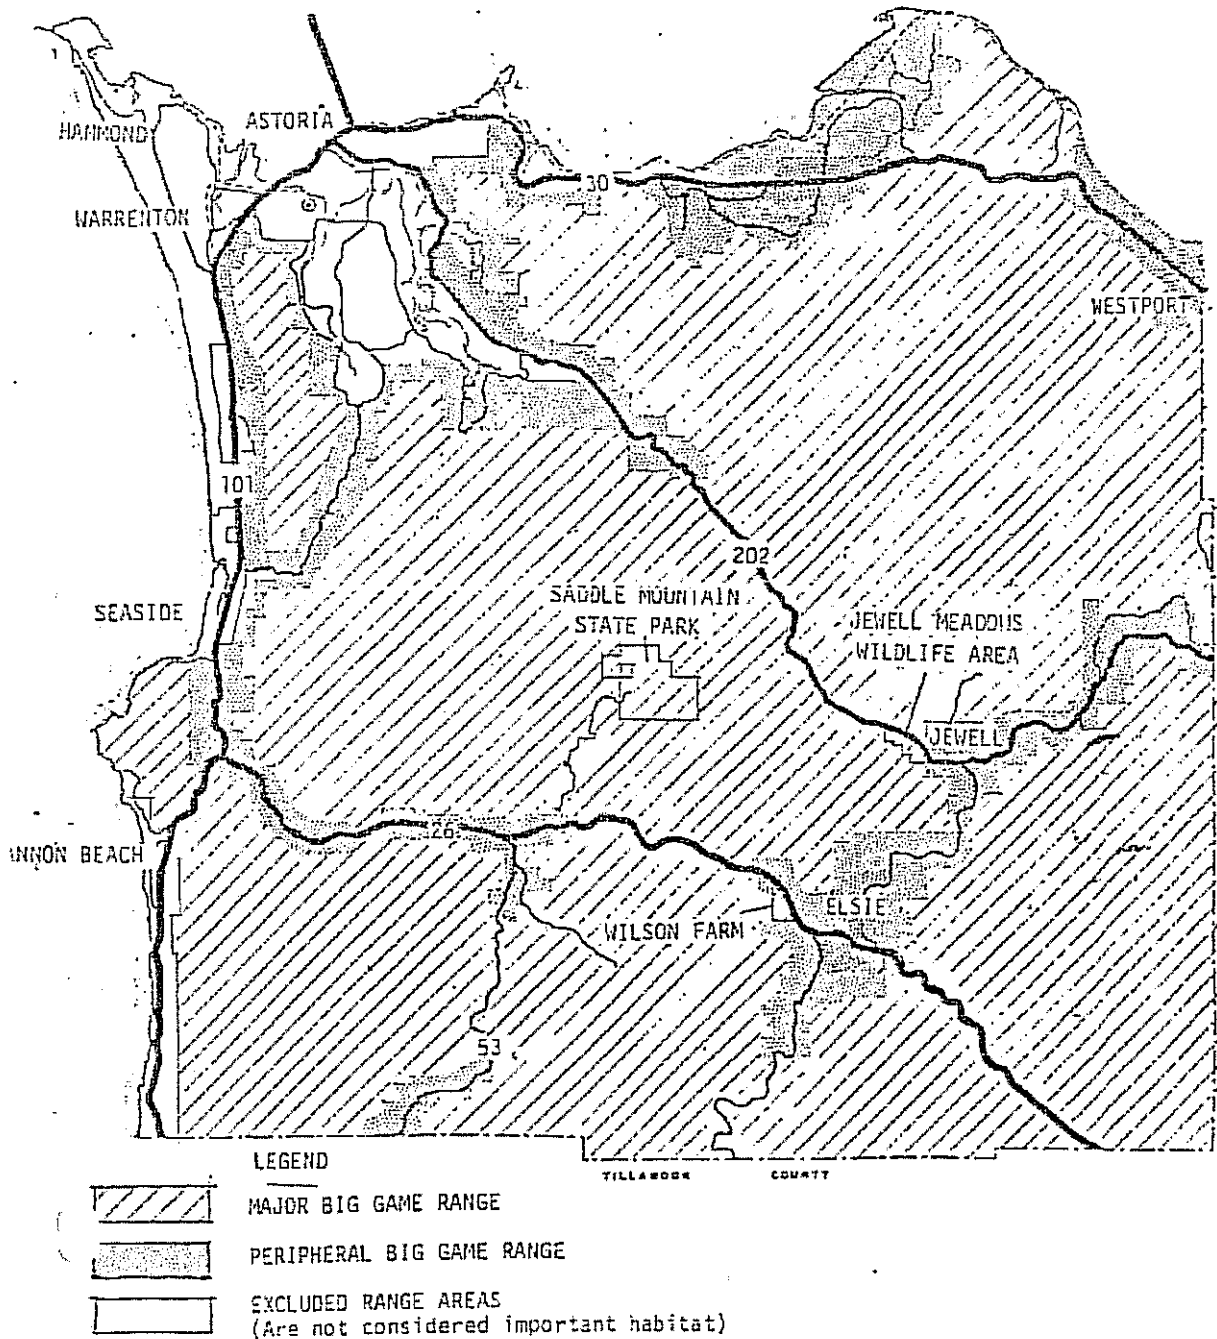 HAMMOND
ASTORIA
WARRENTON
30
WESTPORT
101
202
SEASIDE
SADDLE MOUNTAIN
STATE PARK
JEWELL MEADOWS
WILDLIFE AREA
JEWELL
26
ANNON BEACH
ELSIE
WILSON FARM
53
TILLAMOOK COUNTY
LEGEND
MAJOR BIG GAME RANGE
PERIPHERAL BIG GAME RANGE
EXCLUDED RANGE AREAS
(Are not considered important habitat)